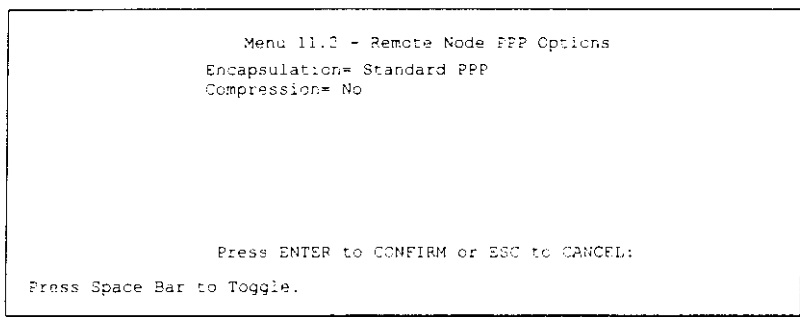 Menu 11.2 - Remote Node PPP Options
Encapsulation= Standard PPP
Compression= No
Press ENTER to CONFIRM or ESC to CANCEL:
Press Space Bar to Toggle.